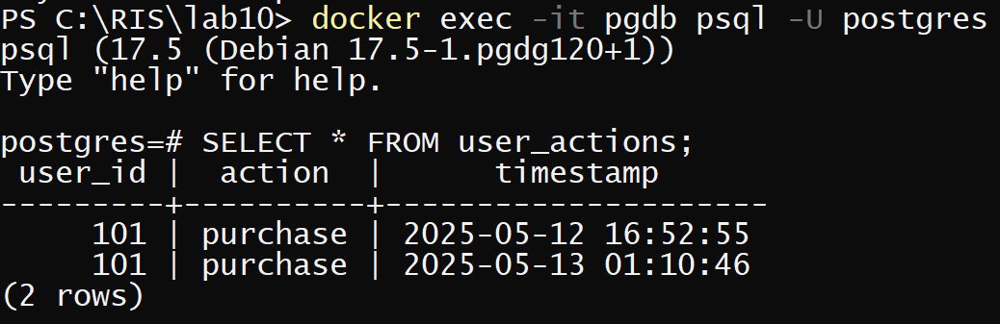 PS C:\RIS\lab10> docker exec -it pgdb psql -U postgres
psql (17.5 (Debian 17.5-1.pgdg120+1))
Type "help" for help.

postgres=# SELECT * FROM user_actions;
 user_id |  action  |      timestamp
---------+----------+---------------------
     101 | purchase | 2025-05-12 16:52:55
     101 | purchase | 2025-05-13 01:10:46
(2 rows)